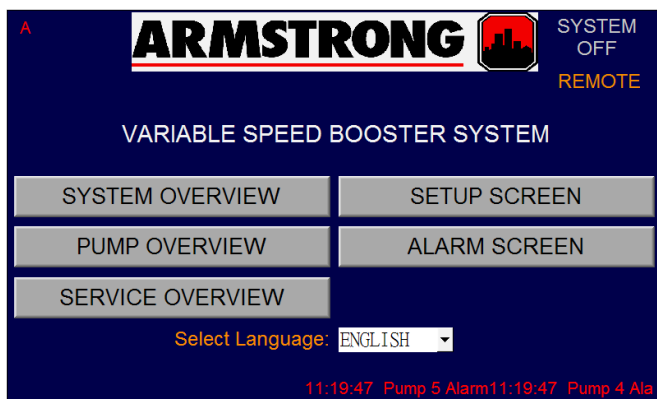 A
ARMSTRONG
SYSTEM
OFF
REMOTE
VARIABLE SPEED BOOSTER SYSTEM
SYSTEM OVERVIEW
SETUP SCREEN
PUMP OVERVIEW
ALARM SCREEN
SERVICE OVERVIEW
Select Language: ENGLISH
11:19:47 Pump 5 Alarm11:19:47 Pump 4 Ala